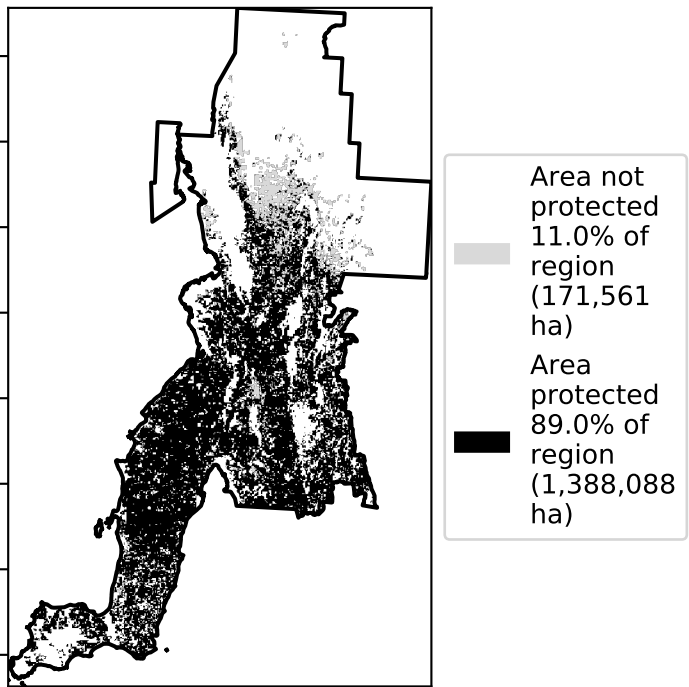 Area not
protected
11.0% of
region
(171,561
ha)
Area
protected
89.0% of
region
(1,388,088
ha)